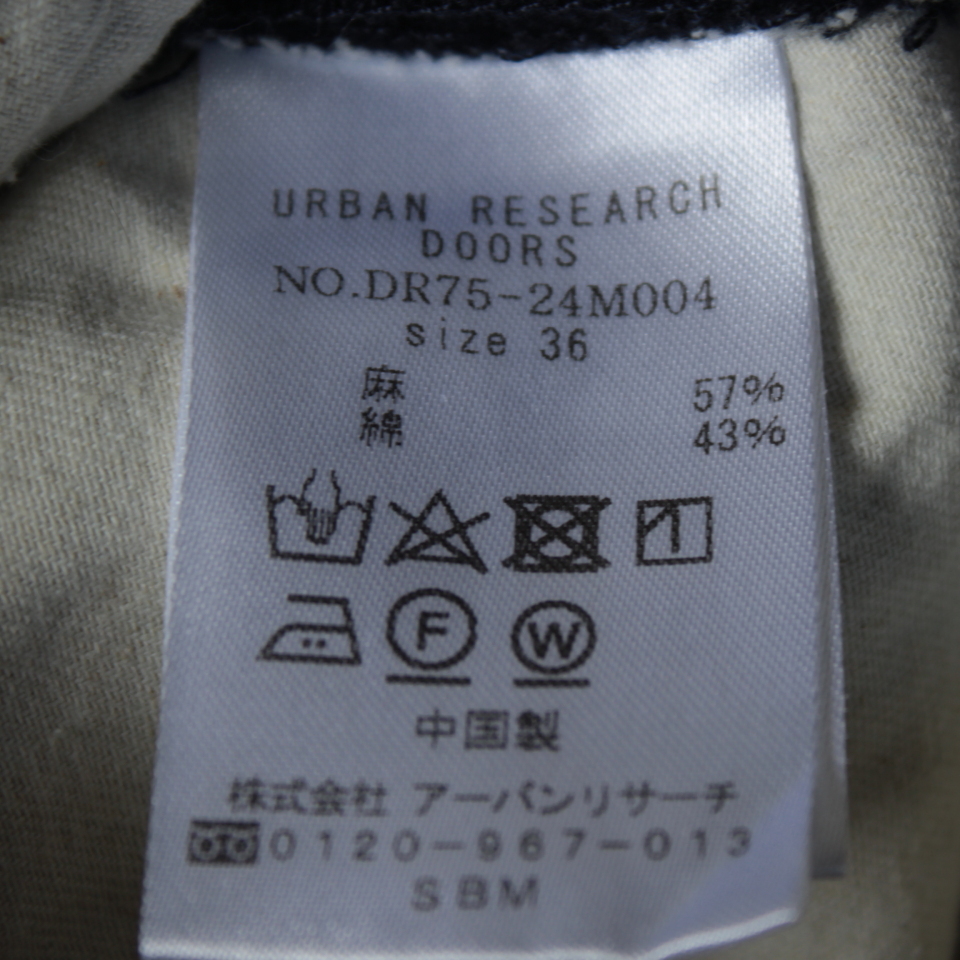 URBAN RESEARCH
DOORS
NO.DR75-24M004
size 36
麻 57%
綿 43%
F W
中国製
株式会社 アーバンリサーチ
0120-967-013
SBM